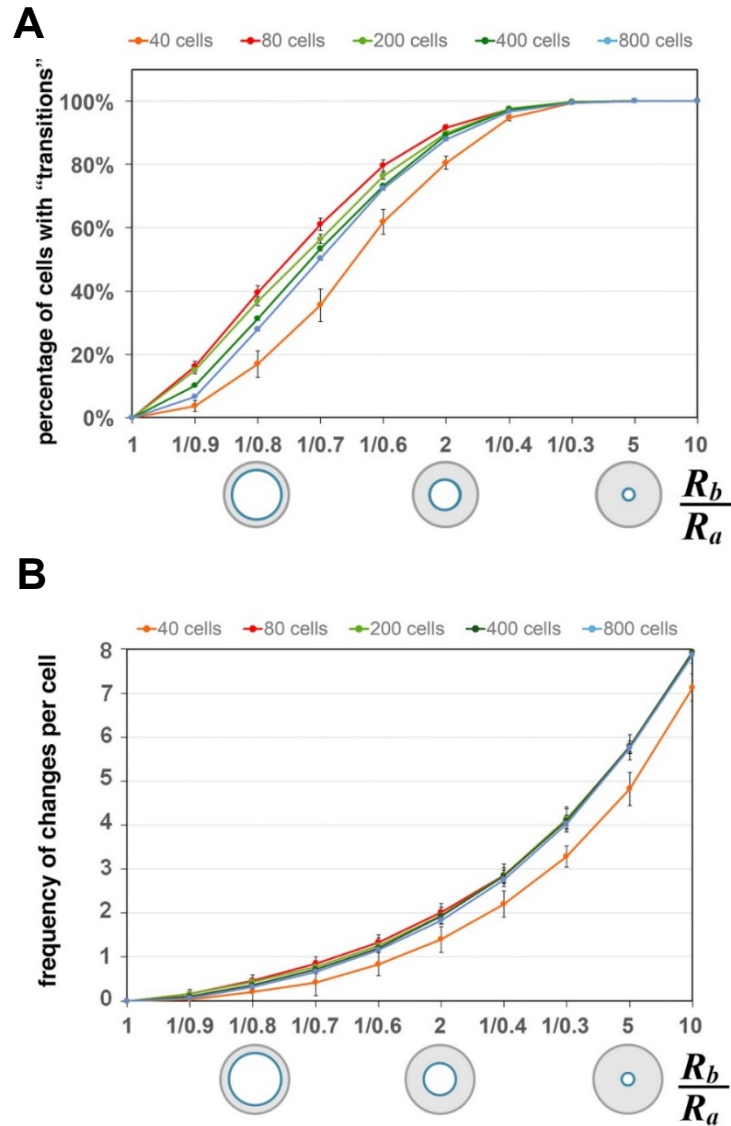 A
40 cells 80 cells 200 cells 400 cells 800 cells
percentage of cells with “transitions”
100%
80%
60%
40%
20%
0%
1 1/0.9 1/0.8 1/0.7 1/0.6 2 1/0.4 1/0.3 5 10
R_b
R_a
B
40 cells 80 cells 200 cells 400 cells 800 cells
frequency of changes per cell
8
7
6
5
4
3
2
1
0
1 1/0.9 1/0.8 1/0.7 1/0.6 2 1/0.4 1/0.3 5 10
R_b
R_a